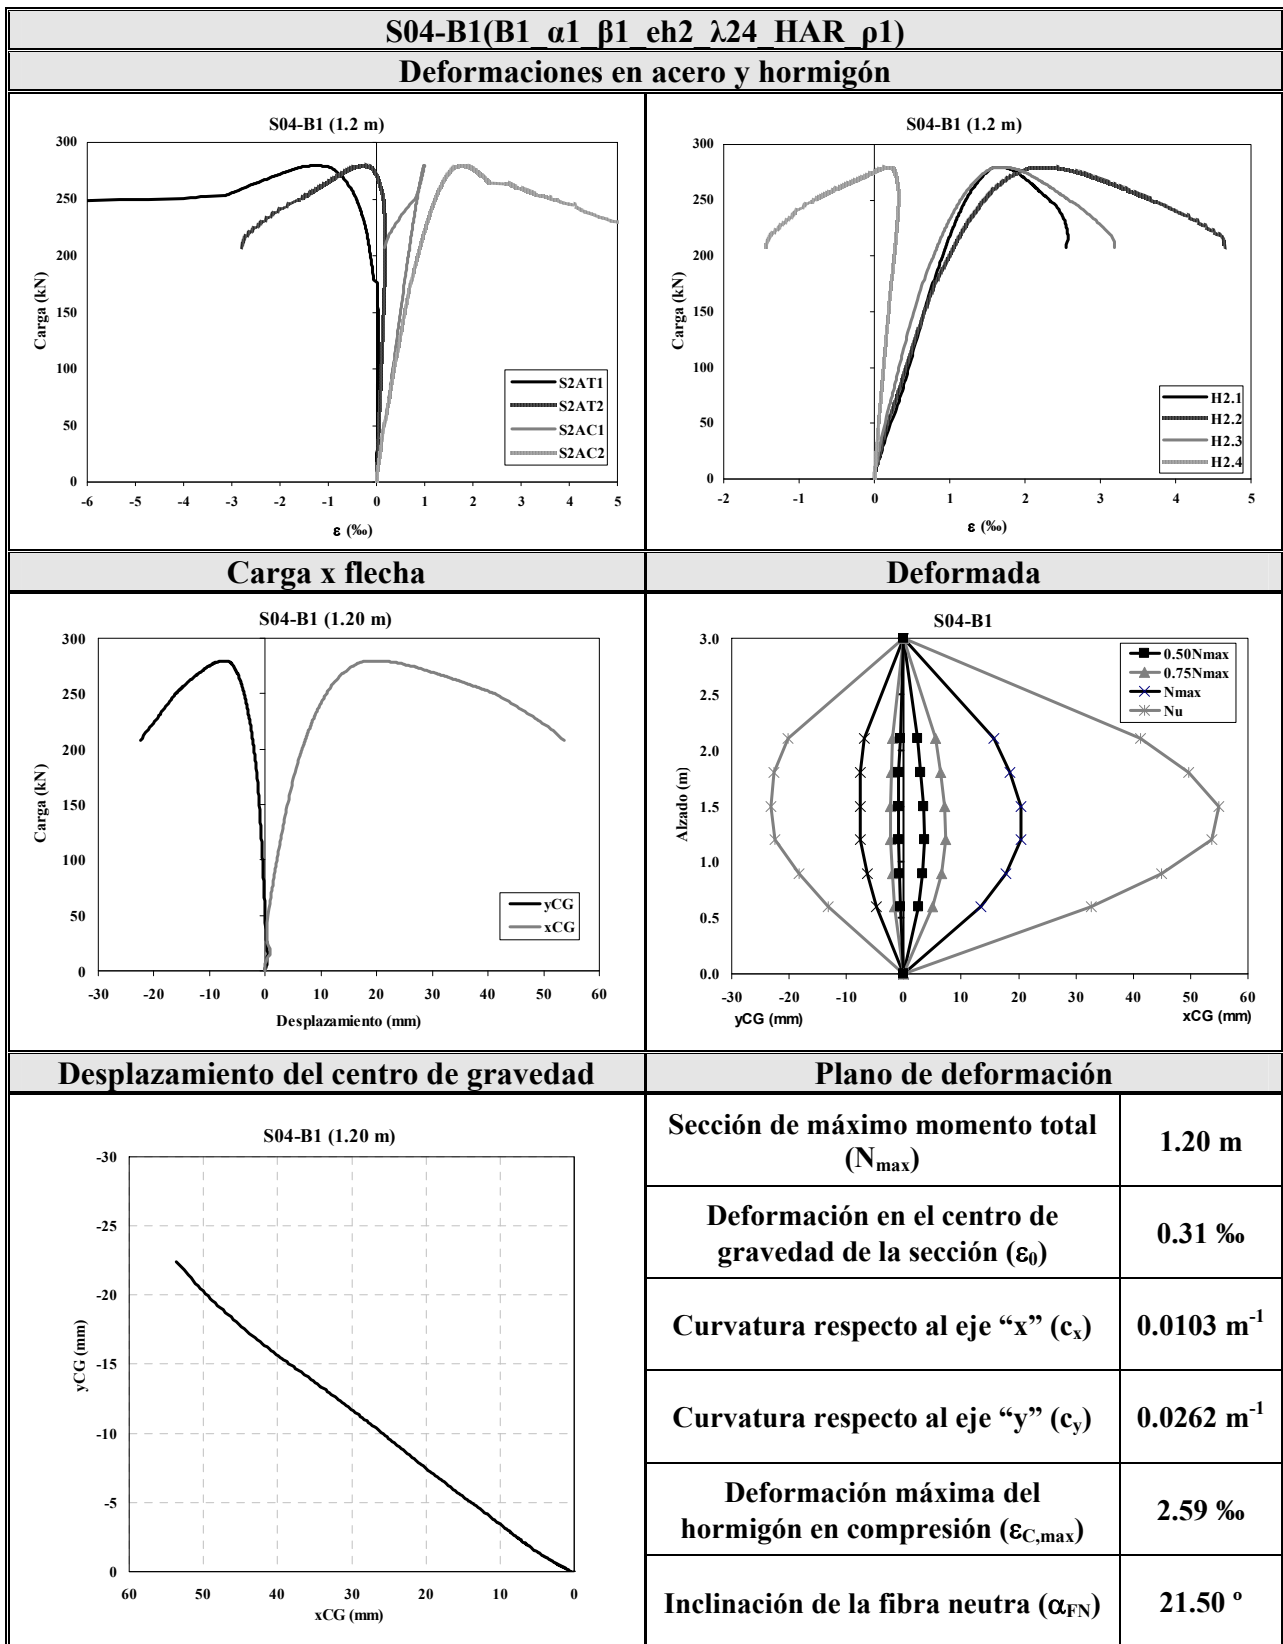 S04-B1(B1_α1_β1_eh2_λ24_HAR_ρ1)
Deformaciones en acero y hormigón
S04-B1 (1.2 m)
300
250
200
150
100
50
0
Carga (kN)
-6 -5 -4 -3 -2 -1 0 1 2 3 4 5
ε (‰)
S2AT1
S2AT2
S2AC1
S2AC2
S04-B1 (1.2 m)
300
250
200
150
100
50
0
Carga (kN)
-2 -1 0 1 2 3 4 5
ε (‰)
H2.1
H2.2
H2.3
H2.4
Carga x flecha
Deformada
S04-B1 (1.20 m)
300
250
200
150
100
50
0
Carga (kN)
-30 -20 -10 0 10 20 30 40 50 60
Desplazamiento (mm)
yCG
xCG
S04-B1
3.0
2.5
2.0
1.5
1.0
0.5
0.0
Alzado (m)
-30 -20 -10 0 10 20 30 40 50 60
yCG (mm) xCG (mm)
0.50Nmax
0.75Nmax
Nmax
Nu
Desplazamiento del centro de gravedad
Plano de deformación
S04-B1 (1.20 m)
-30
-25
-20
-15
-10
-5
0
yCG (mm)
60 50 40 30 20 10 0
xCG (mm)
Sección de máximo momento total
(Nmax)
1.20 m
Deformación en el centro de
gravedad de la sección (ε0)
0.31 ‰
Curvatura respecto al eje “x” (cx)
0.0103 m-1
Curvatura respecto al eje “y” (cy)
0.0262 m-1
Deformación máxima del
hormigón en compresión (εC,max)
2.59 ‰
Inclinación de la fibra neutra (αFN)
21.50 º